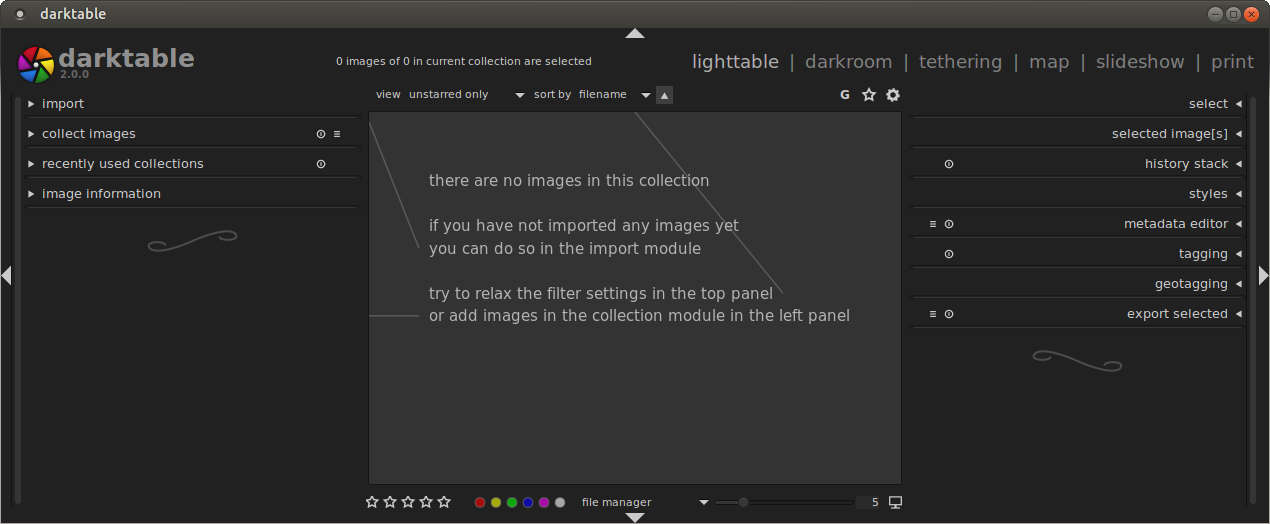 darktable
darktable
2.0.0
0 images of 0 in current collection are selected
lighttable | darkroom | tethering | map | slideshow | print
view unstarred only sort by filename
G
import
collect images
recently used collections
image information
there are no images in this collection
if you have not imported any images yet
you can do so in the import module
try to relax the filter settings in the top panel
or add images in the collection module in the left panel
select
selected image[s]
history stack
styles
metadata editor
tagging
geotagging
export selected
file manager
5